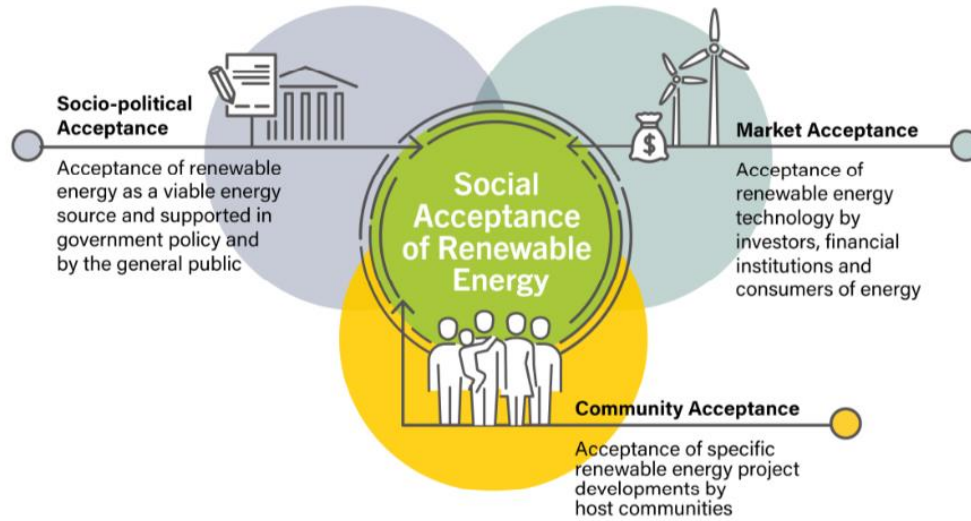 Socio-political
Acceptance
Acceptance of renewable
energy as a viable energy
source and supported in
government policy and
by the general public
Social
Acceptance
of Renewable
Energy
$
Market Acceptance
Acceptance of
renewable energy
technology by
investors, financial
institutions and
consumers of energy
Community Acceptance
Acceptance of specific
renewable energy project
developments by
host communities